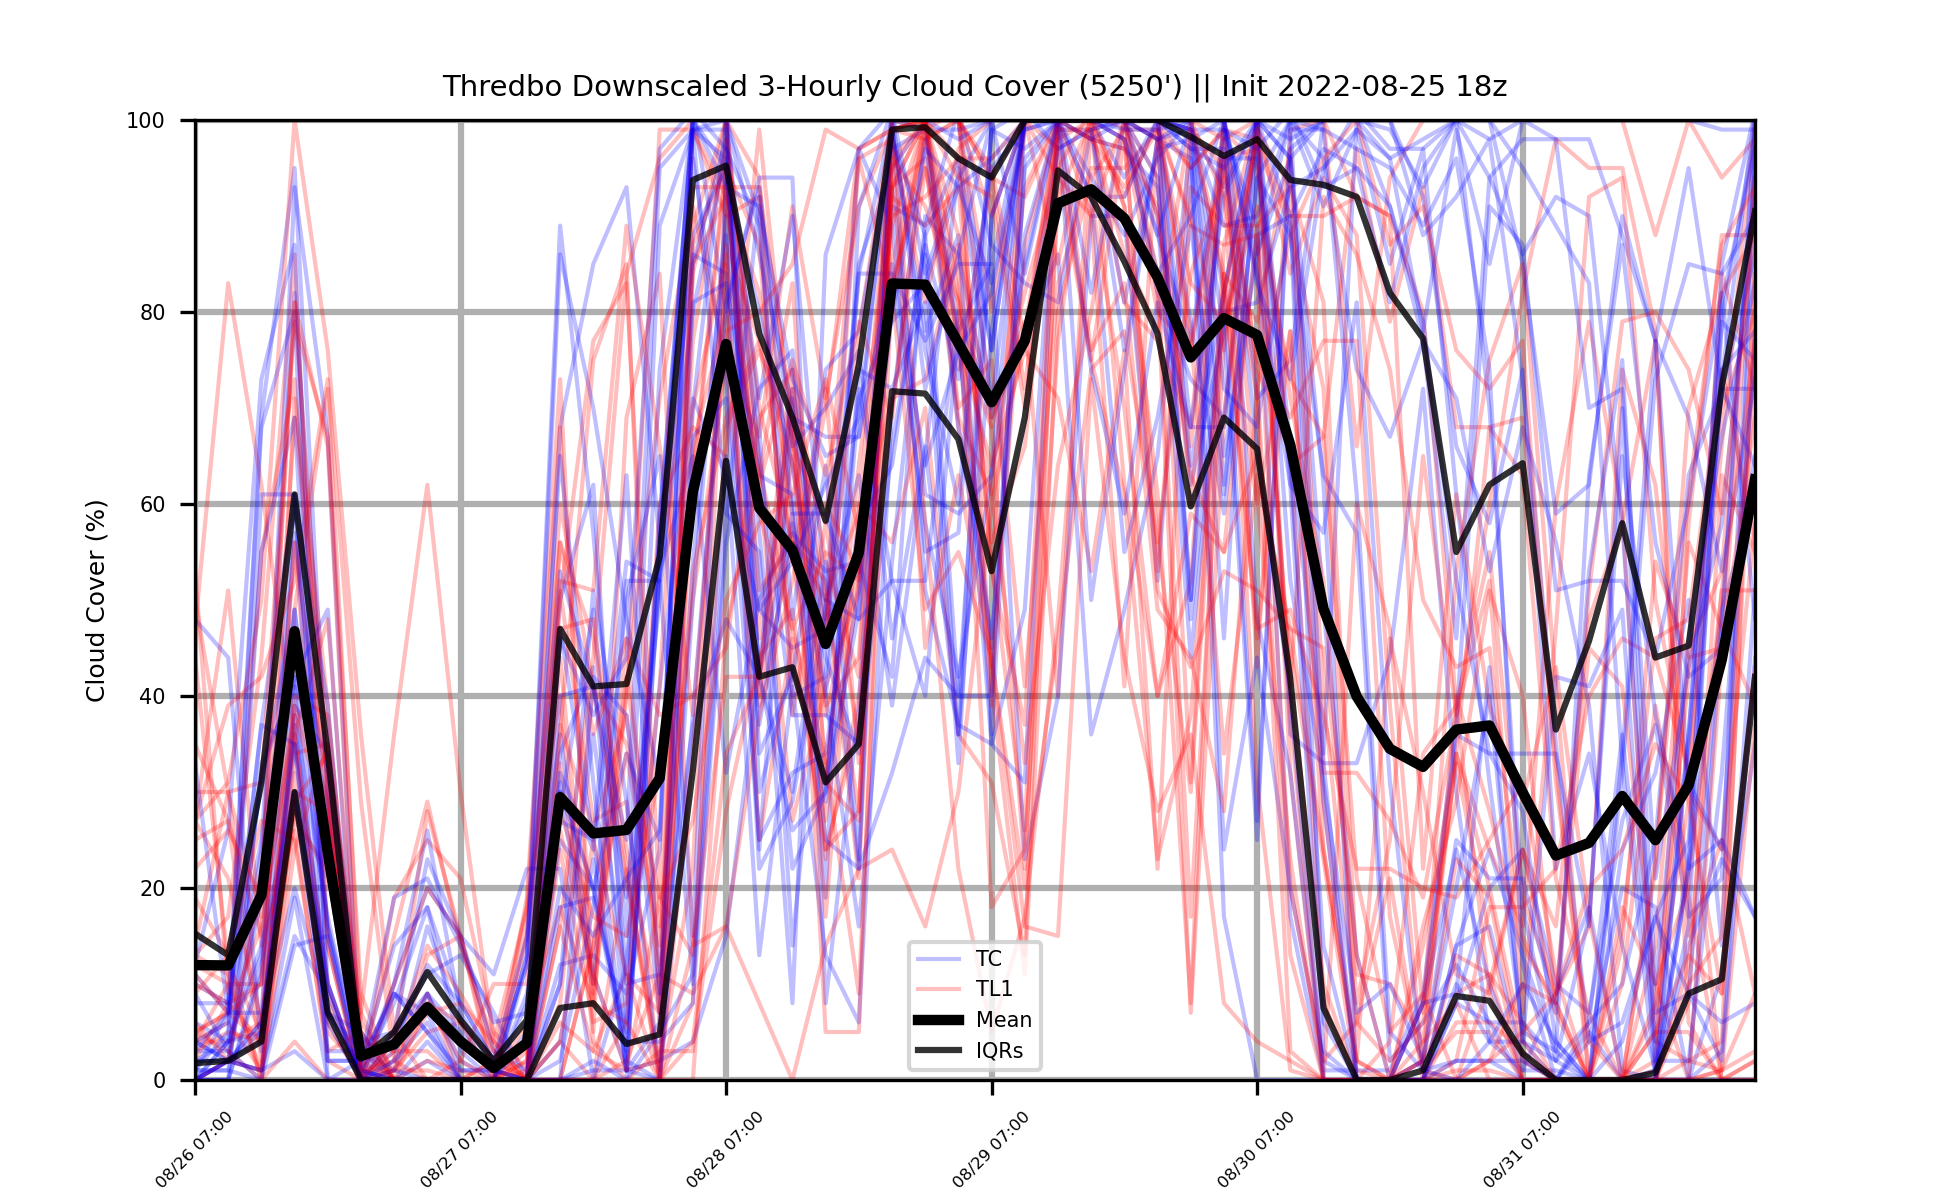 Thredbo Downscaled 3-Hourly Cloud Cover (5250') || Init 2022-08-25 18z
Cloud Cover (%)
100
80
60
40
20
0
TC
TL1
Mean
IQRs
08/26 07:00
08/27 07:00
08/28 07:00
08/29 07:00
08/30 07:00
08/31 07:00